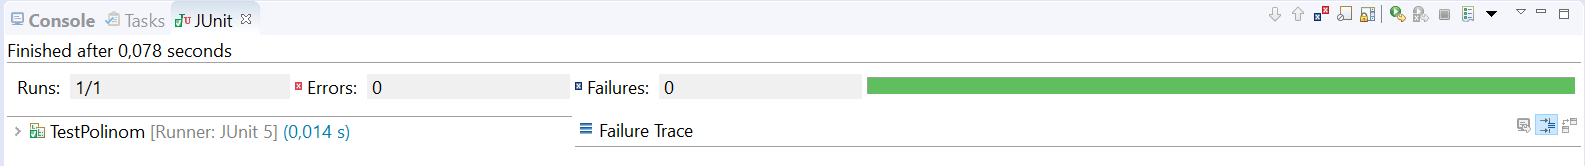 Console Tasks JUnit
Finished after 0,078 seconds
Runs: 1/1 Errors: 0 Failures: 0
TestPolinom [Runner: JUnit 5] (0,014 s) Failure Trace